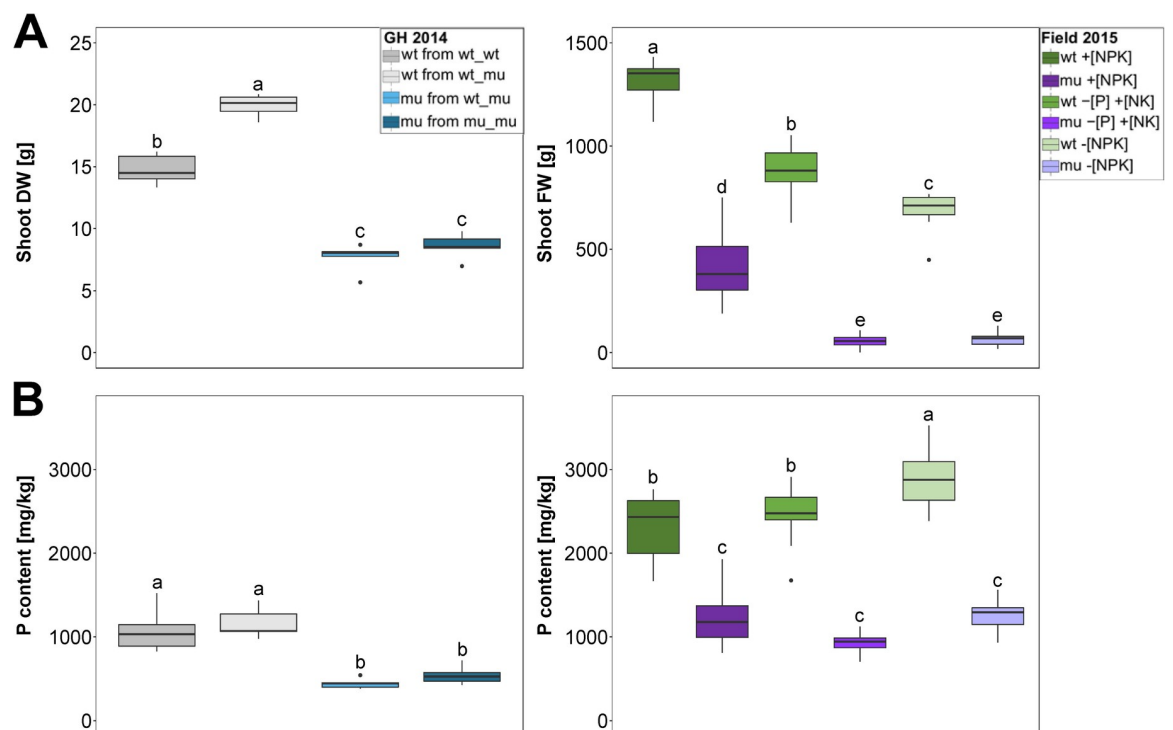 A
Shoot DW [g]
25
20
15
10
5
0
b
a
c
c
GH 2014
wt from wt_wt
wt from wt_mu
mu from wt_mu
mu from mu_mu
Shoot FW [g]
1500
1000
500
0
a
d
b
e
c
e
Field 2015
wt +[NPK]
mu +[NPK]
wt −[P] +[NK]
mu −[P] +[NK]
wt -[NPK]
mu -[NPK]
B
P content [mg/kg]
3000
2000
1000
0
a
a
b
b
P content [mg/kg]
3000
2000
1000
0
b
c
b
c
a
c